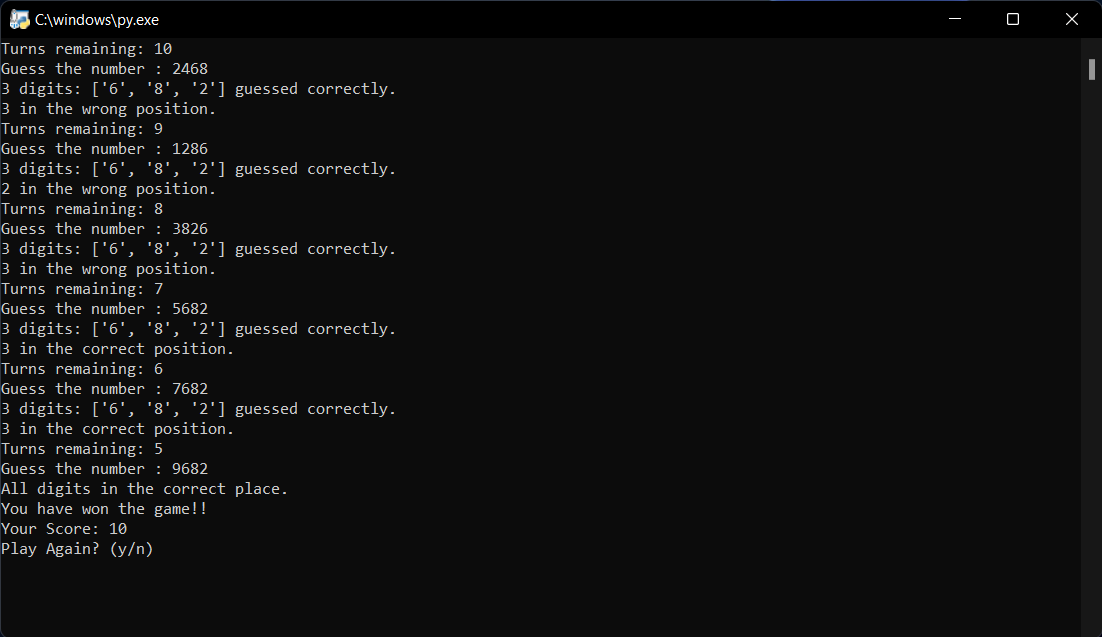 C:\windows\py.exe
Turns remaining: 10
Guess the number : 2468
3 digits: ['6', '8', '2'] guessed correctly.
3 in the wrong position.
Turns remaining: 9
Guess the number : 1286
3 digits: ['6', '8', '2'] guessed correctly.
2 in the wrong position.
Turns remaining: 8
Guess the number : 3826
3 digits: ['6', '8', '2'] guessed correctly.
3 in the wrong position.
Turns remaining: 7
Guess the number : 5682
3 digits: ['6', '8', '2'] guessed correctly.
3 in the correct position.
Turns remaining: 6
Guess the number : 7682
3 digits: ['6', '8', '2'] guessed correctly.
3 in the correct position.
Turns remaining: 5
Guess the number : 9682
All digits in the correct place.
You have won the game!!
Your Score: 10
Play Again? (y/n)